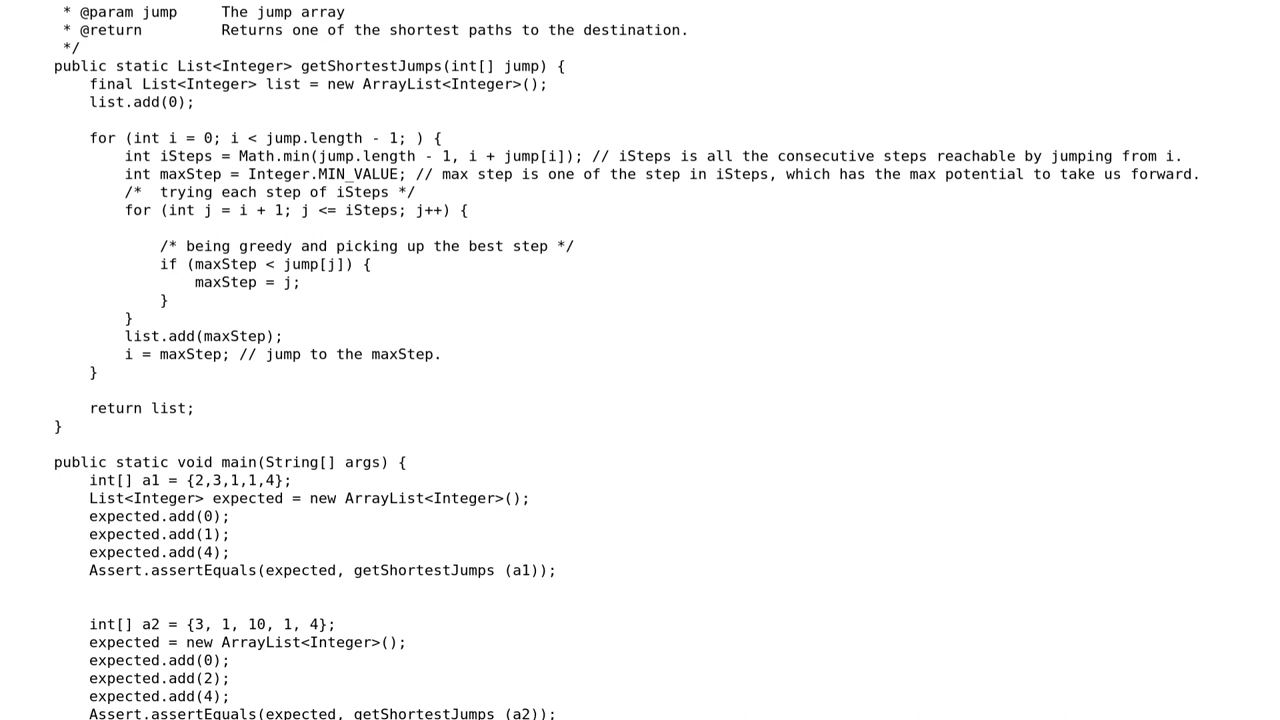 * @param jump     The jump array
 * @return         Returns one of the shortest paths to the destination.
 */
public static List<Integer> getShortestJumps(int[] jump) {
    final List<Integer> list = new ArrayList<Integer>();
    list.add(0);

    for (int i = 0; i < jump.length - 1; ) {
        int iSteps = Math.min(jump.length - 1, i + jump[i]); // iSteps is all the consecutive steps reachable by jumping from i.
        int maxStep = Integer.MIN_VALUE; // max step is one of the step in iSteps, which has the max potential to take us forward.
        /*  trying each step of iSteps */
        for (int j = i + 1; j <= iSteps; j++) {

            /* being greedy and picking up the best step */
            if (maxStep < jump[j]) {
                maxStep = j;
            }
        }
        list.add(maxStep);
        i = maxStep; // jump to the maxStep.
    }

    return list;
}

public static void main(String[] args) {
    int[] a1 = {2,3,1,1,4};
    List<Integer> expected = new ArrayList<Integer>();
    expected.add(0);
    expected.add(1);
    expected.add(4);
    Assert.assertEquals(expected, getShortestJumps (a1));


    int[] a2 = {3, 1, 10, 1, 4};
    expected = new ArrayList<Integer>();
    expected.add(0);
    expected.add(2);
    expected.add(4);
    Assert.assertEquals(expected, getShortestJumps (a2));